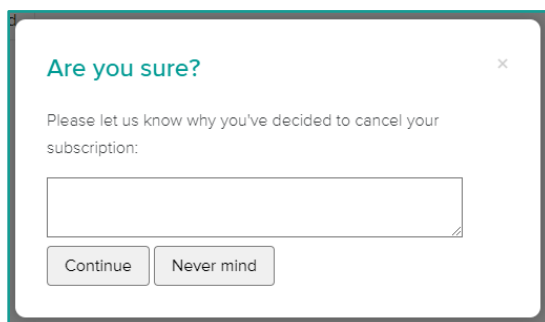 Are you sure?
×
Please let us know why you've decided to cancel your
subscription:
Continue Never mind